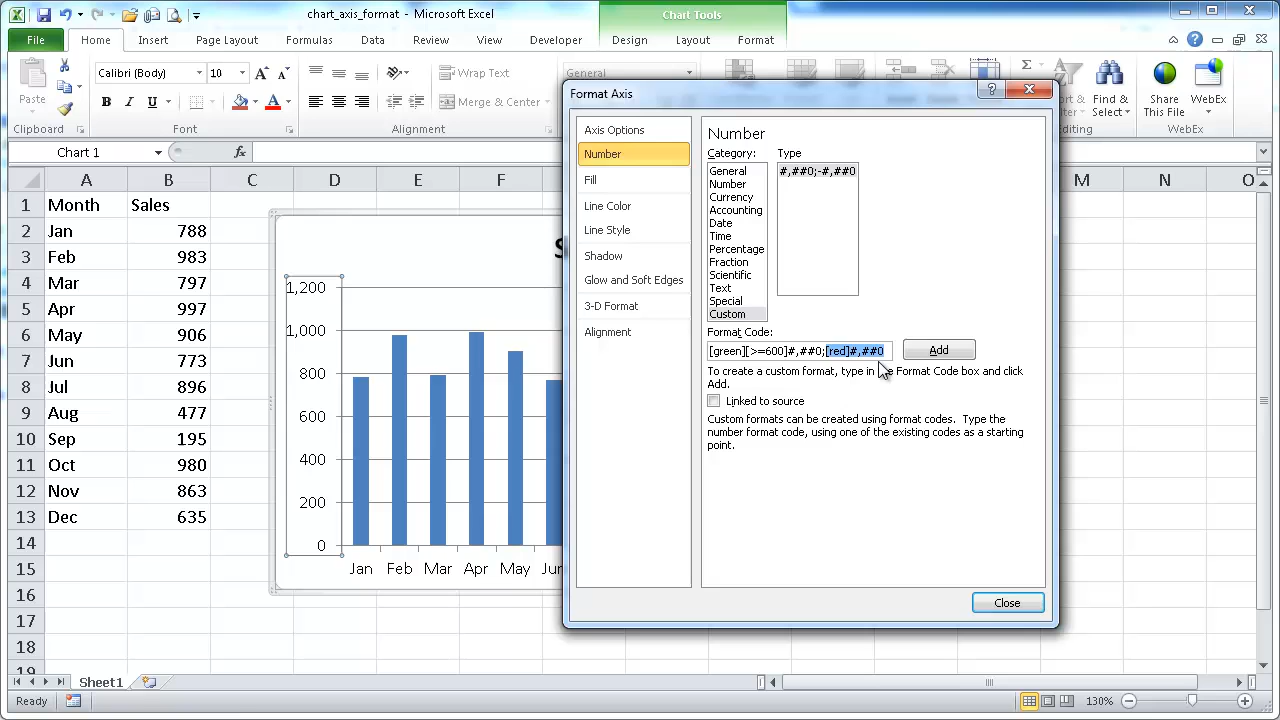 chart_axis_format - Microsoft Excel
Chart Tools
File Home Insert Page Layout Formulas Data Review View Developer Design Layout Format
Calibri (Body) 10
Wrap Text
General
Paste
B I U
Merge & Center
Find & Select
Share This File
WebEx
Clipboard Font Alignment Editing WebEx
Chart 1
fx
A B C D E F M N O
1 Month Sales
2 Jan 788
3 Feb 983
4 Mar 797
5 Apr 997
6 May 906
7 Jun 773
8 Jul 896
9 Aug 477
10 Sep 195
11 Oct 980
12 Nov 863
13 Dec 635
14
15
16
17
18
19
S
1,200
1,000
800
600
400
200
0
Jan Feb Mar Apr May Jun
Format Axis
Axis Options
Number
Fill
Line Color
Line Style
Shadow
Glow and Soft Edges
3-D Format
Alignment
Number
Category: Type
General
Number
Currency
Accounting
Date
Time
Percentage
Fraction
Scientific
Text
Special
Custom
#,##0;-#,##0
Format Code:
[green][>=600]#,##0;[red]#,##0
Add
To create a custom format, type in the Format Code box and click
Add.
Linked to source
Custom formats can be created using format codes. Type the
number format code, using one of the existing codes as a starting
point.
Close
Sheet1
Ready
130%